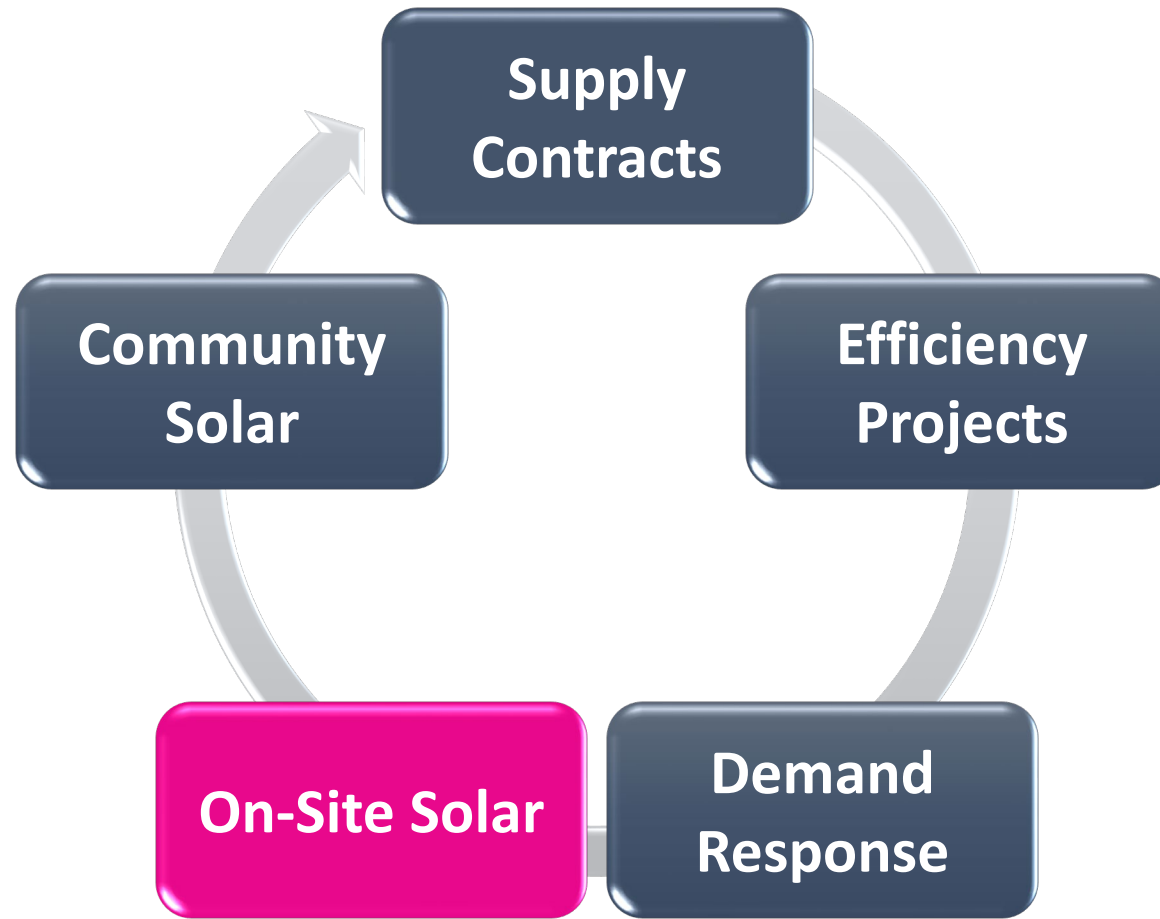 Supply
Contracts
Community
Solar
Efficiency
Projects
On-Site Solar
Demand
Response